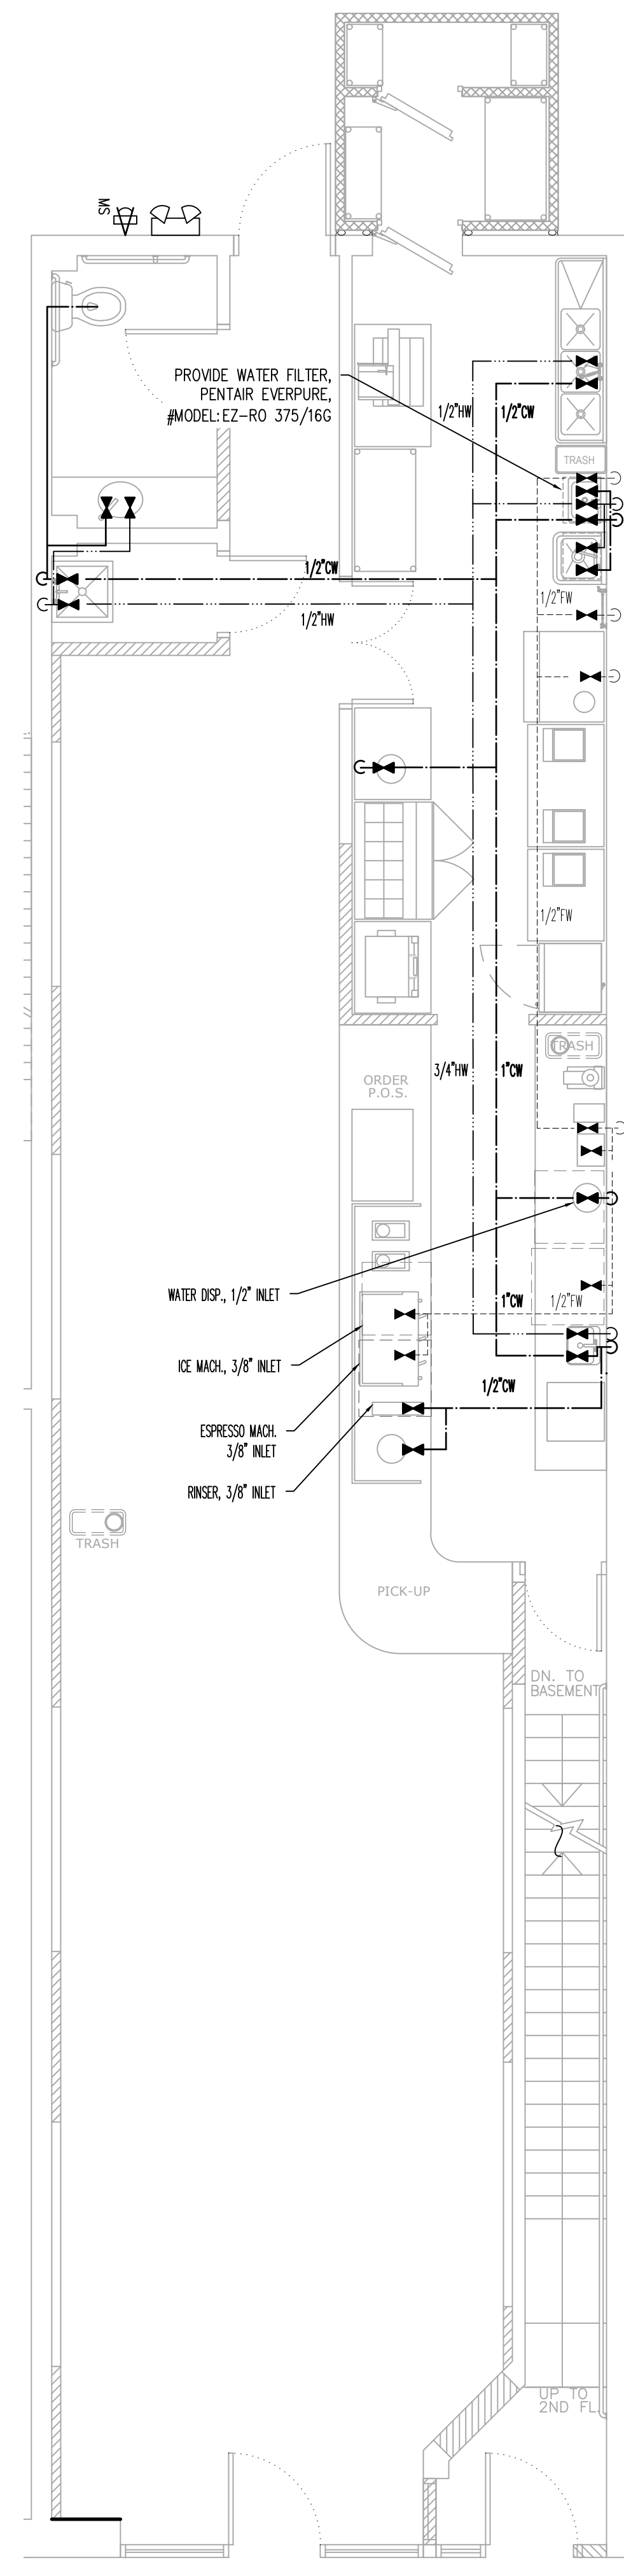 MS
PROVIDE WATER FILTER,
PENTAIR EVERPURE,
#MODEL:EZ-RO 375/16G
1/2"HW
1/2"CW
TRASH
1/2"CW
1/2"FW
1/2"HW
1/2"FW
TRASH
3/4"HW
1"CW
ORDER
P.O.S.
WATER DISP., 1/2" INLET
1"CW
1/2"FW
ICE MACH., 3/8" INLET
1/2"CW
ESPRESSO MACH.
3/8" INLET
RINSER, 3/8" INLET
TRASH
PICK-UP
DN. TO
BASEMENT
UP TO
2ND FL.